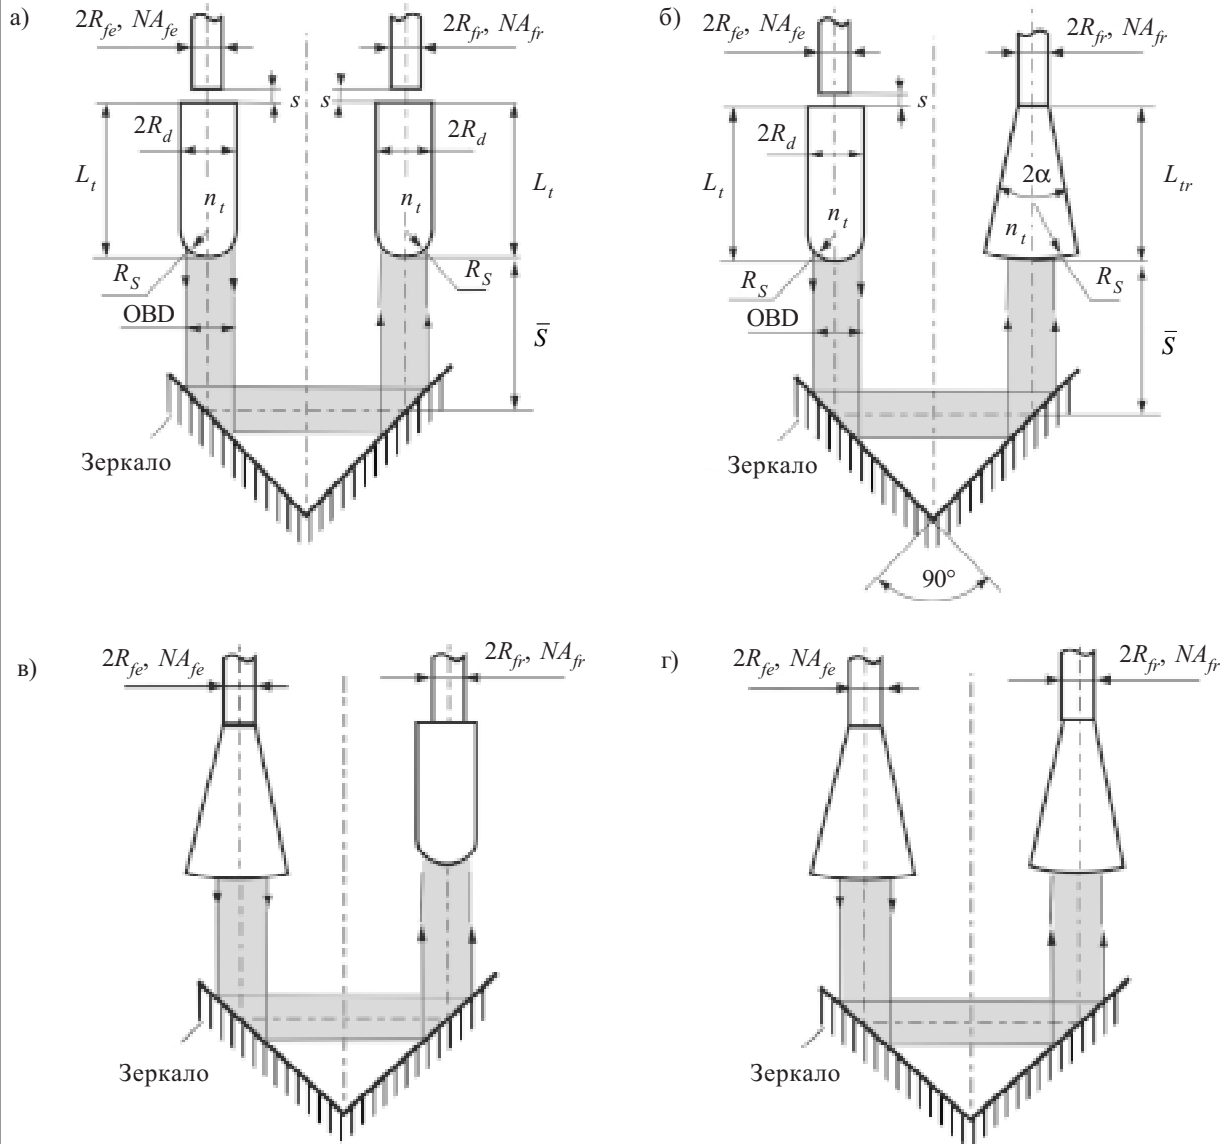 а)
2R_fe, NA_fe
2R_fr, NA_fr
s
s
2R_d
2R_d
L_t
L_t
n_t
n_t
R_S
R_S
OBD
S̅
Зеркало
б)
2R_fe, NA_fe
2R_fr, NA_fr
s
2R_d
L_t
2α
L_tr
n_t
n_t
R_S
R_S
OBD
S̅
Зеркало
90°
в)
2R_fe, NA_fe
2R_fr, NA_fr
Зеркало
г)
2R_fe, NA_fe
2R_fr, NA_fr
Зеркало